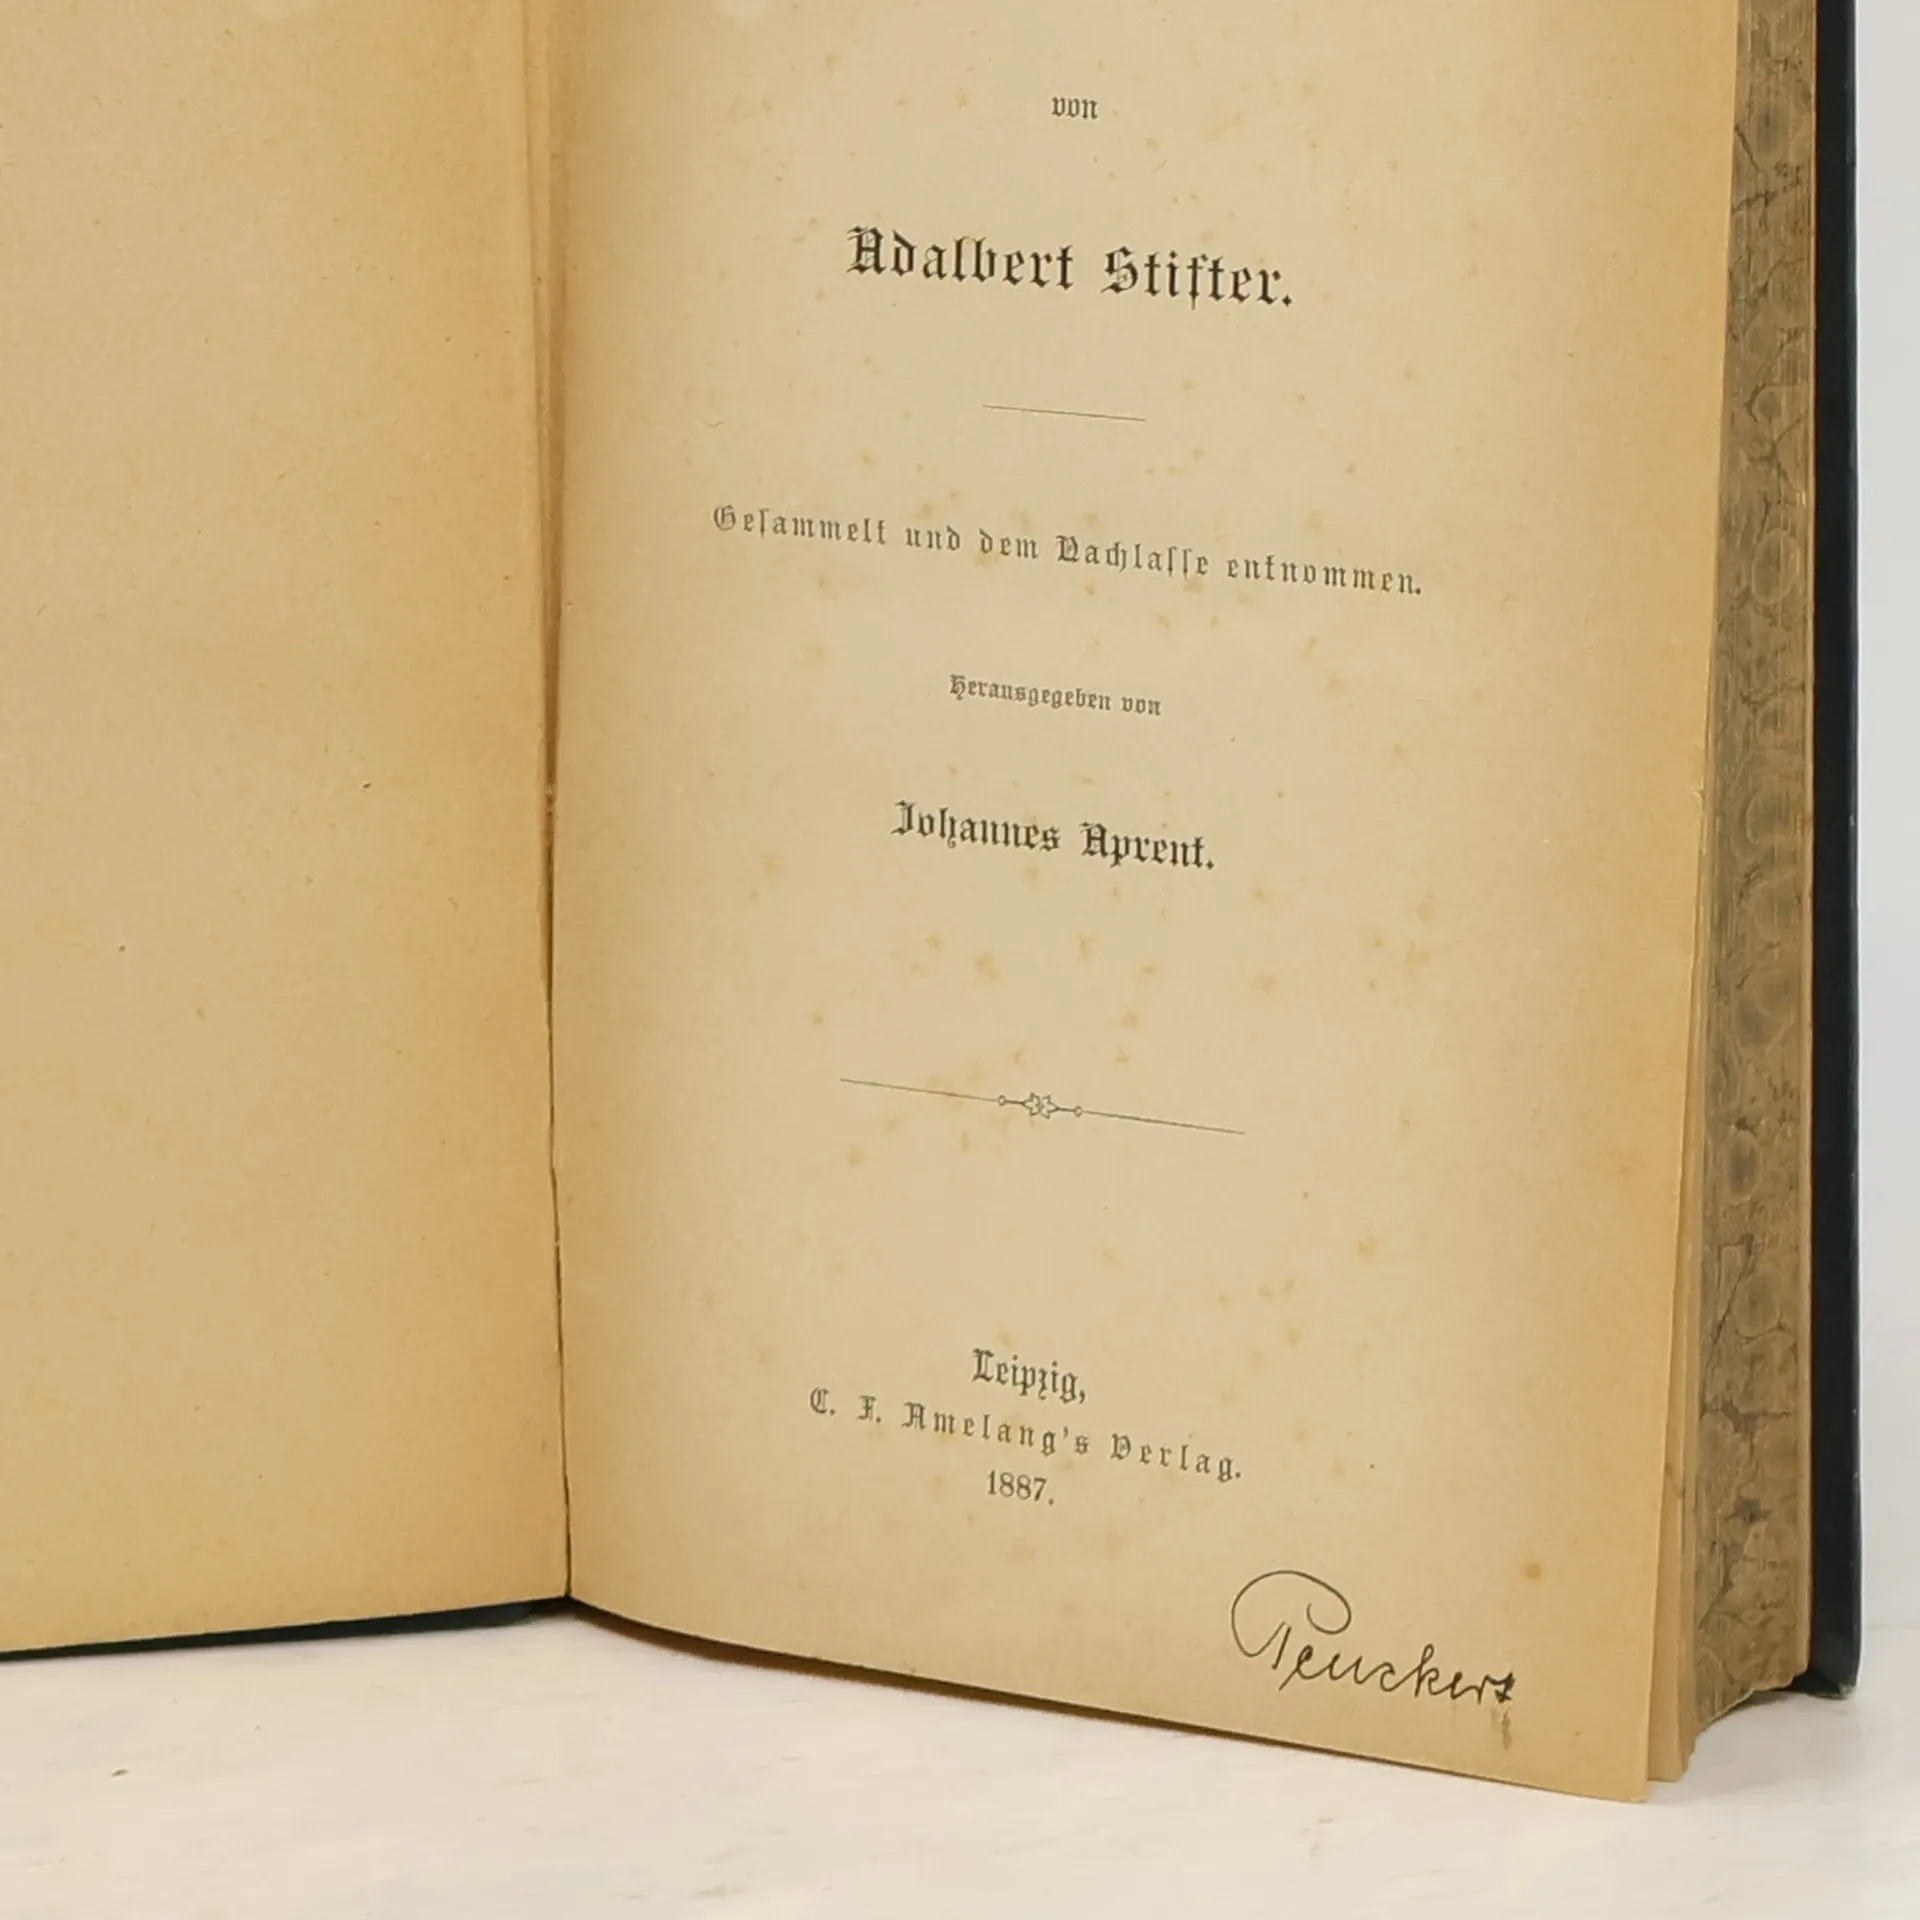 von
Adalbert Stifter.
Gesammelt und dem Nachlasse entnommen.
Herausgegeben von
Johannes Aprent.
Leipzig,
C. F. Amelang's Verlag.
1887.
Peuckert